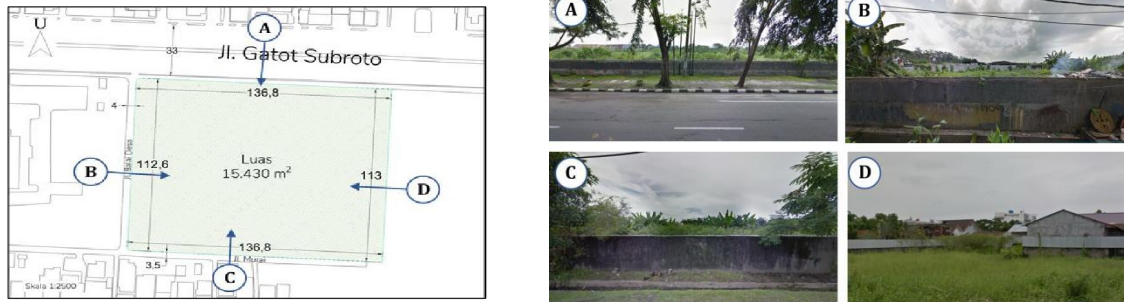 U
A
33
Jl. Gatot Subroto
136,8
4
Jl. Balai Desa
Luas
15.430 m²
112,6
B
113
D
136,8
Jl. Murai
3,5
C
Skala 1:2500
A
B
C
D